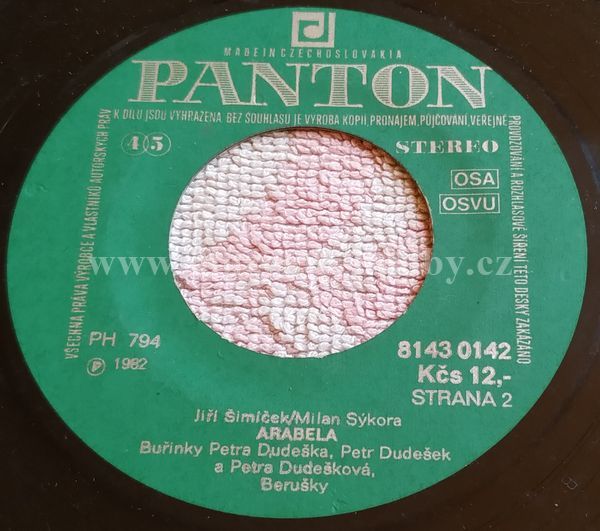 MADE IN CZECHOSLOVAKIA
PANTON
VŠECHNA PRÁVA VÝROBCE A VLASTNÍKŮ AUTORSKÝCH PRÁV
K DÍLU JSOU VYHRAZENA. BEZ SOUHLASU JE VÝROBA KOPIÍ, PRONÁJEM, PŮJČOVÁNÍ, VEŘEJNÉ
PROVOZOVÁNÍ A ROZHLASOVÉ ŠÍŘENÍ TÉTO DESKY ZAKÁZÁNO
45
STEREO
OSA
OSVU
PH 794
Ⓟ 1982
8143 0142
Kčs 12,-
STRANA 2
Jiří Šimíček/Milan Sýkora
ARABELA
Buřinky Petra Dudeška, Petr Dudešek
a Petra Dudešková,
Berušky